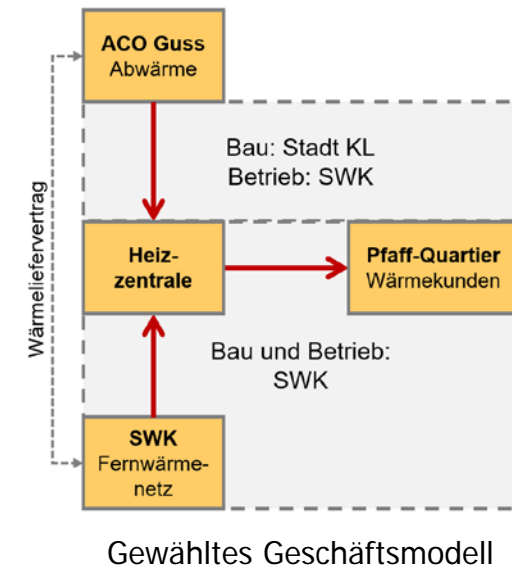 ACO Guss
Abwärme
Bau: Stadt KL
Betrieb: SWK
Wärmeliefervertrag
Heiz-
zentrale
Pfaff-Quartier
Wärmekunden
Bau und Betrieb:
SWK
SWK
Fernwärme-
netz
Gewähltes Geschäftsmodell